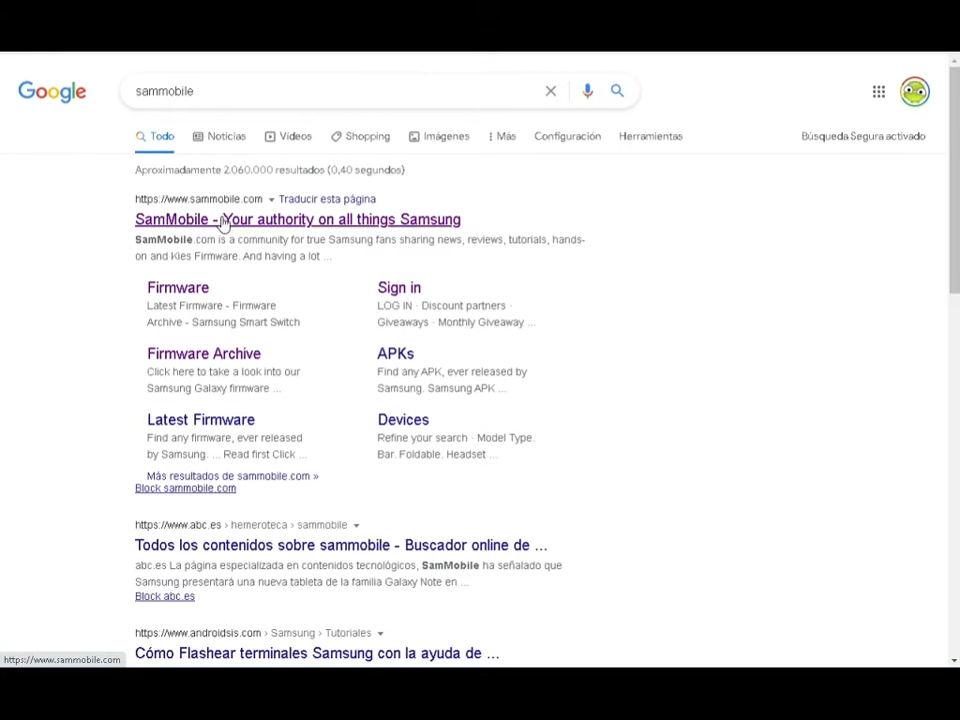 Google
sammobile
Todo Noticias Vídeos Shopping Imágenes Más Configuración Herramientas Búsqueda Segura activado
Aproximadamente 2.060.000 resultados (0,40 segundos)
https://www.sammobile.com Traducir esta página
SamMobile - Your authority on all things Samsung
SamMobile.com is a community for true Samsung fans sharing news, reviews, tutorials, hands-
on and Kies Firmware. And having a lot ...
Firmware
Latest Firmware - Firmware
Archive - Samsung Smart Switch
Sign in
LOG IN · Discount partners ·
Giveaways · Monthly Giveaway ...
Firmware Archive
Click here to take a look into our
Samsung Galaxy firmware ...
APKs
Find any APK, ever released by
Samsung. Samsung APK ...
Latest Firmware
Find any firmware, ever released
by Samsung. ... Read first Click ...
Devices
Refine your search · Model Type.
Bar. Foldable. Headset ...
Más resultados de sammobile.com »
Block sammobile.com
https://www.abc.es › hemeroteca › sammobile
Todos los contenidos sobre sammobile - Buscador online de ...
abc.es La página especializada en contenidos tecnológicos, SamMobile ha señalado que
Samsung presentará una nueva tableta de la familia Galaxy Note en ...
Block abc.es
https://www.androidsis.com › Samsung › Tutoriales
Cómo Flashear terminales Samsung con la ayuda de ...
https://www.sammobile.com